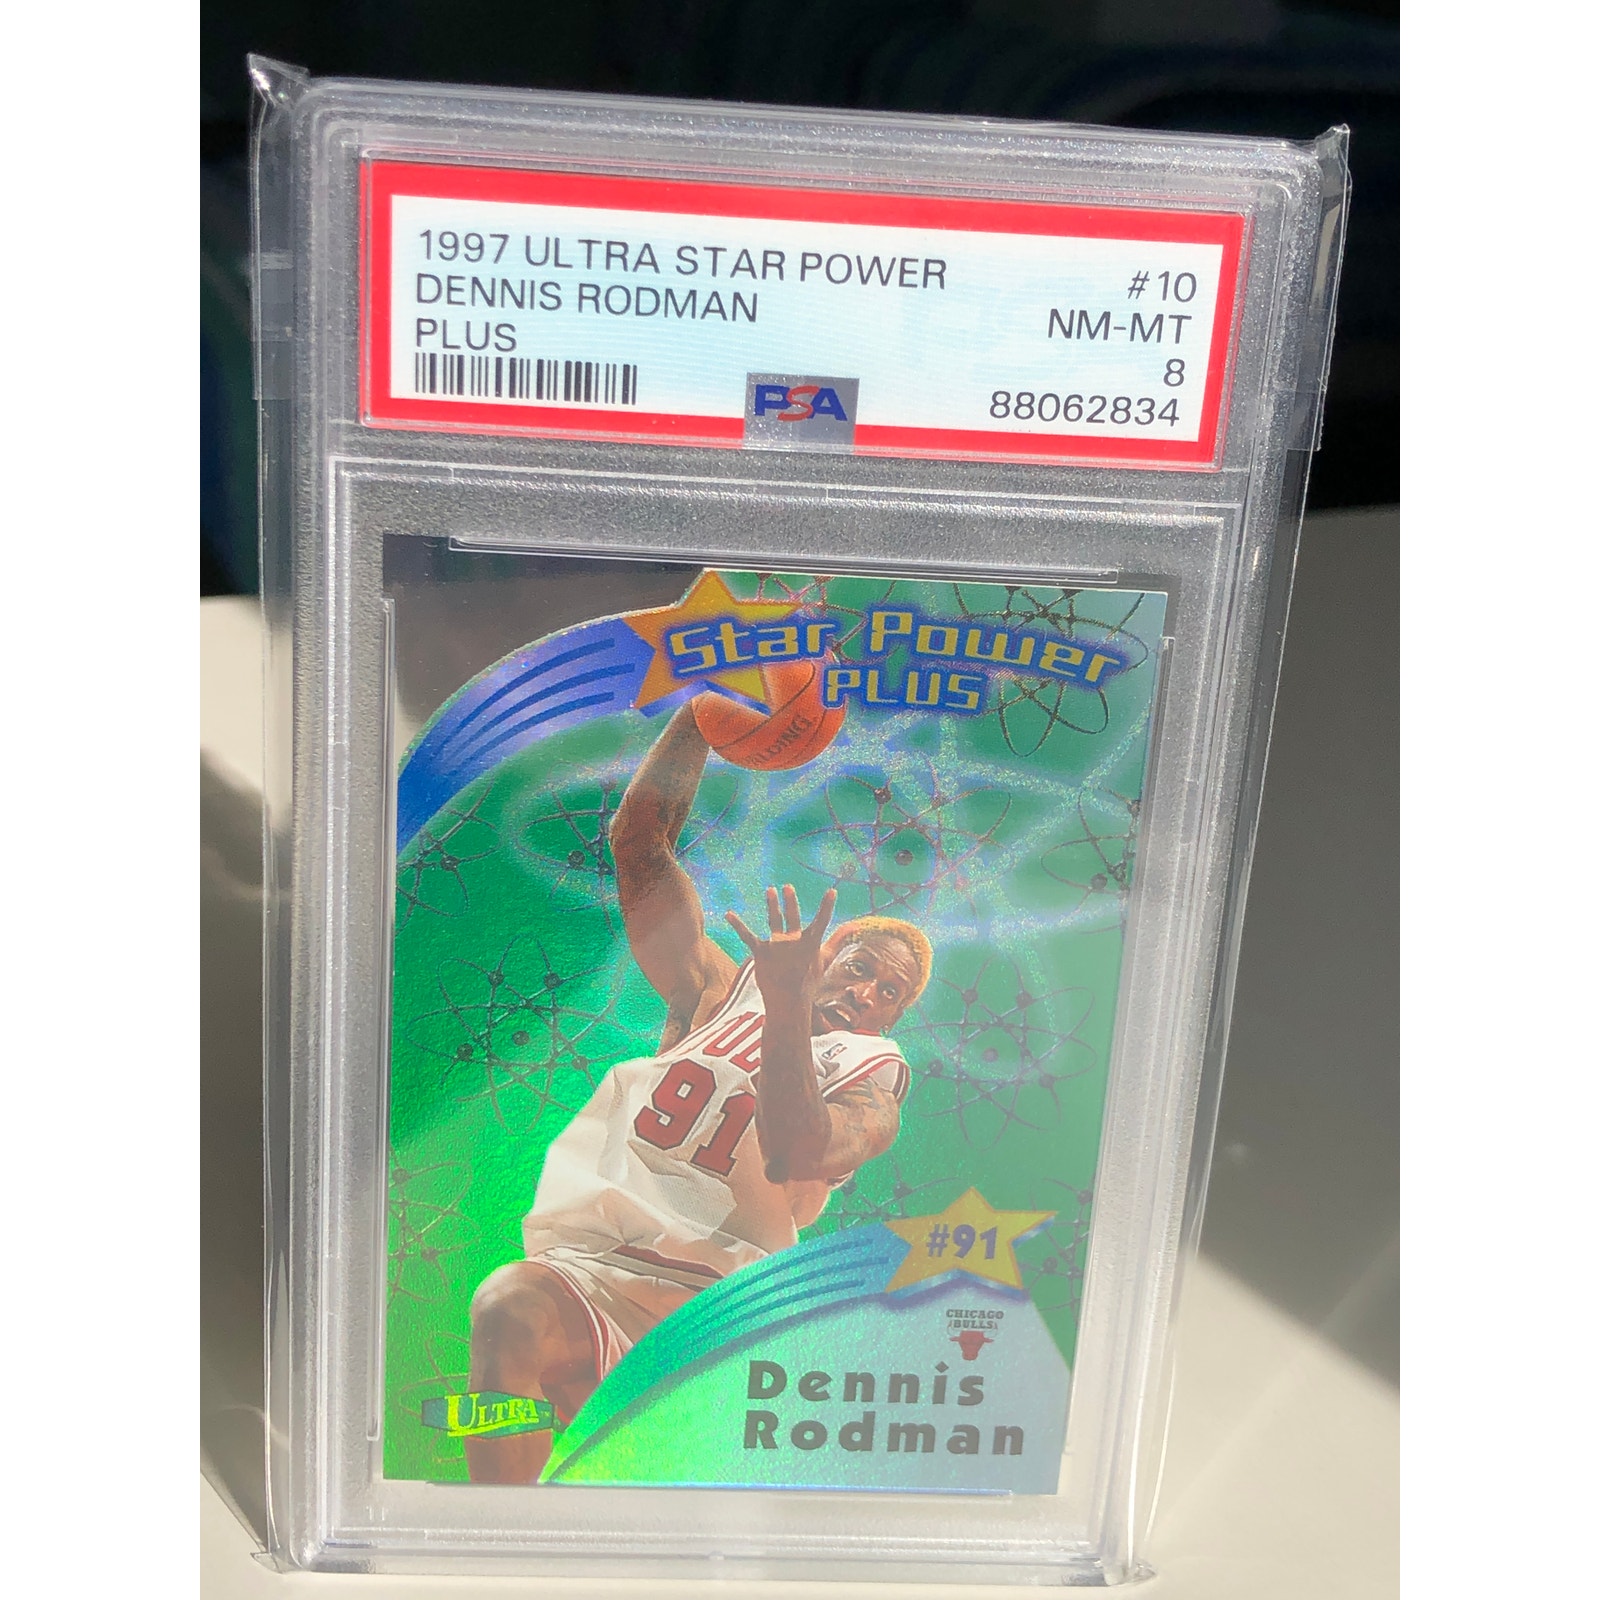 1997 ULTRA STAR POWER
DENNIS RODMAN
PLUS
#10
NM-MT
8
88062834
PSA
Star Power
PLUS
91
#91
CHICAGO
BULLS
Dennis
Rodman
ULTRA